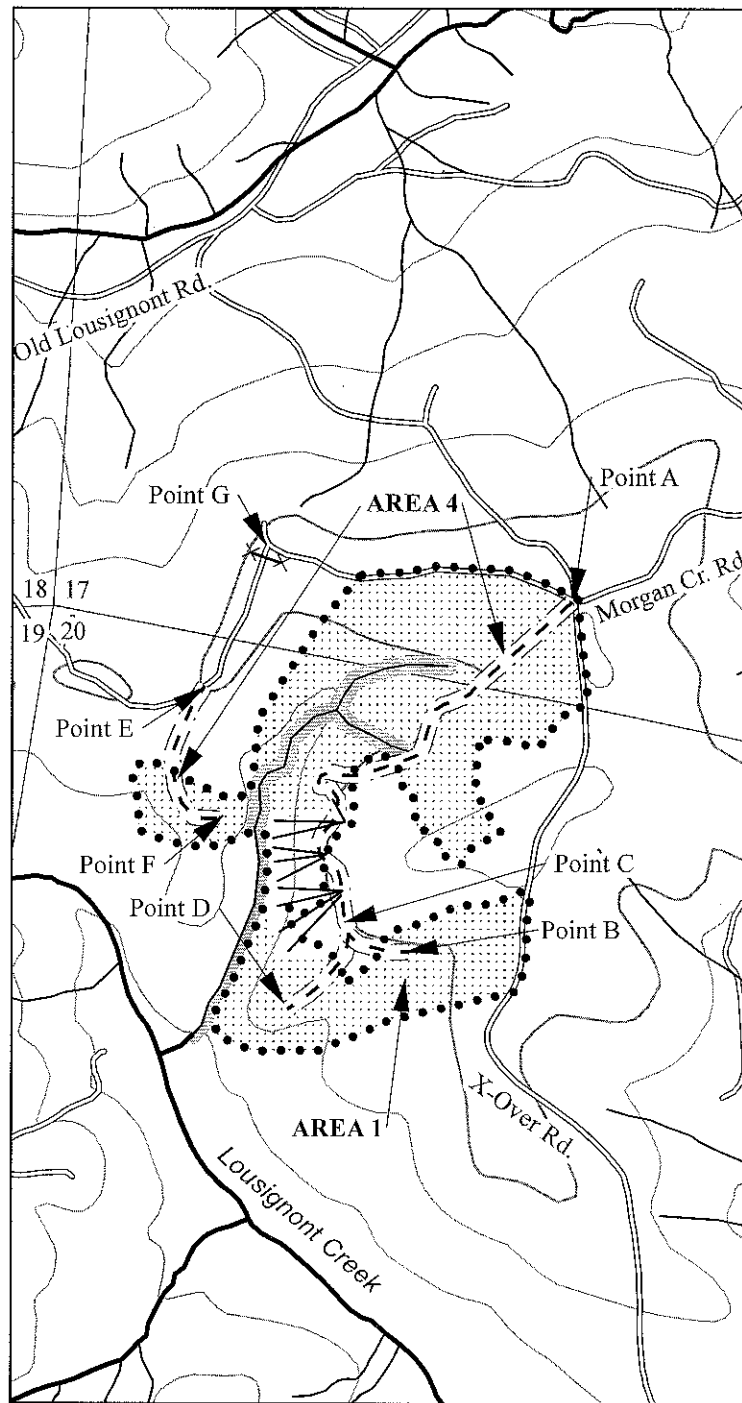 Old Lousignont Rd.
Point G
AREA 4
Point A
Morgan Cr. Rd
18 17
19 20
Point E
Point F
Point C
Point D
Point B
AREA 1
X-Over Rd.
Lousignont Creek